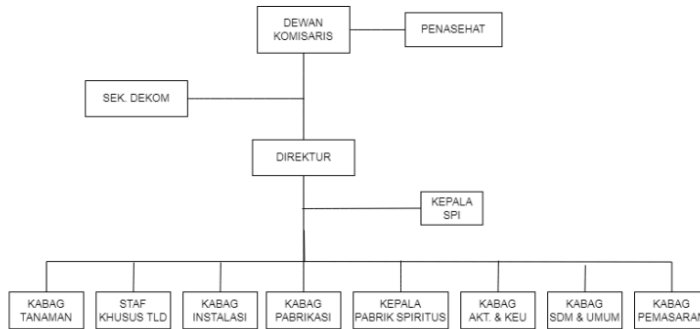 DEWAN
KOMISARIS
PENASEHAT
SEK. DEKOM
DIREKTUR
KEPALA
SPI
KABAG
TANAMAN
STAF
KHUSUS TLD
KABAG
INSTALASI
KABAG
PABRIKASI
KEPALA
PABRIK SPIRITUS
KABAG
AKT. & KEU
KABAG
SDM & UMUM
KABAG
PEMASARAN